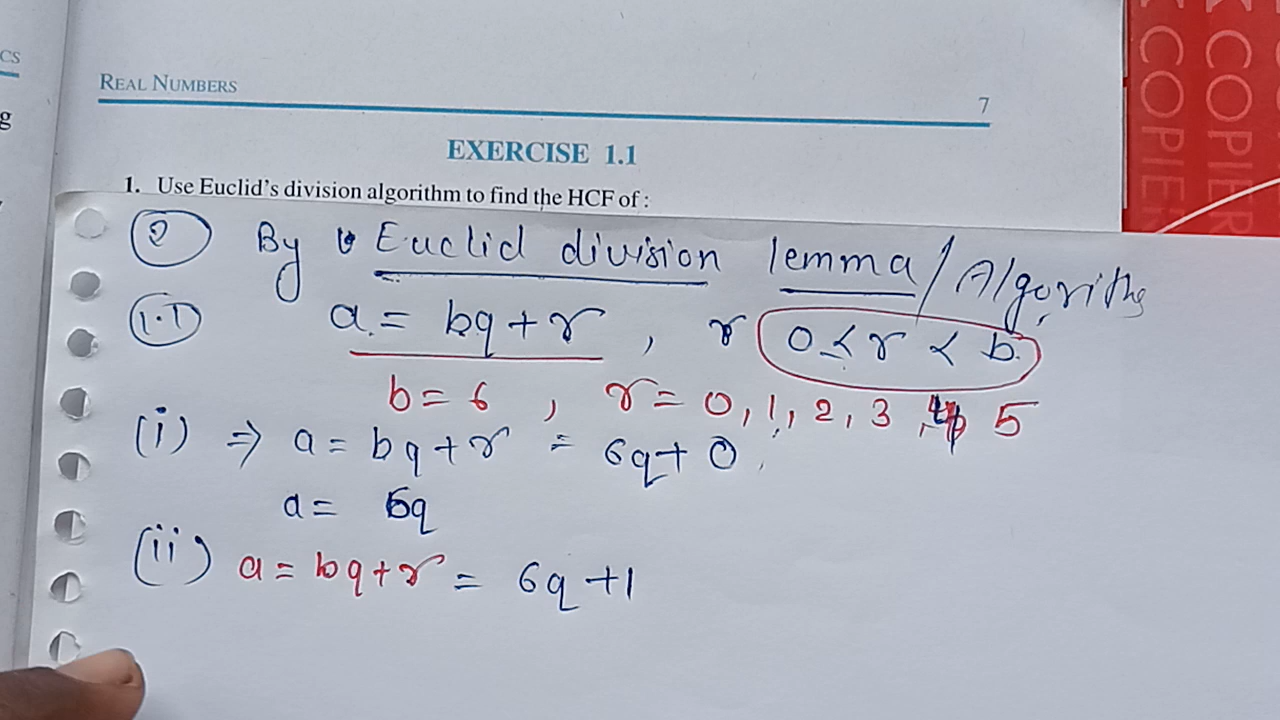 CS
g
REAL NUMBERS
7
EXERCISE 1.1
1. Use Euclid's division algorithm to find the HCF of :
2 By Euclid division lemma / Algorithm
1.1 a = bq + r , r 0 ≤ r < b
b = 6 , r = 0, 1, 2, 3, 4, 5
(i) ⇒ a = bq + r = 6q + 0
a = 6q
(ii) a = bq + r = 6q + 1
COPIER
COPIER